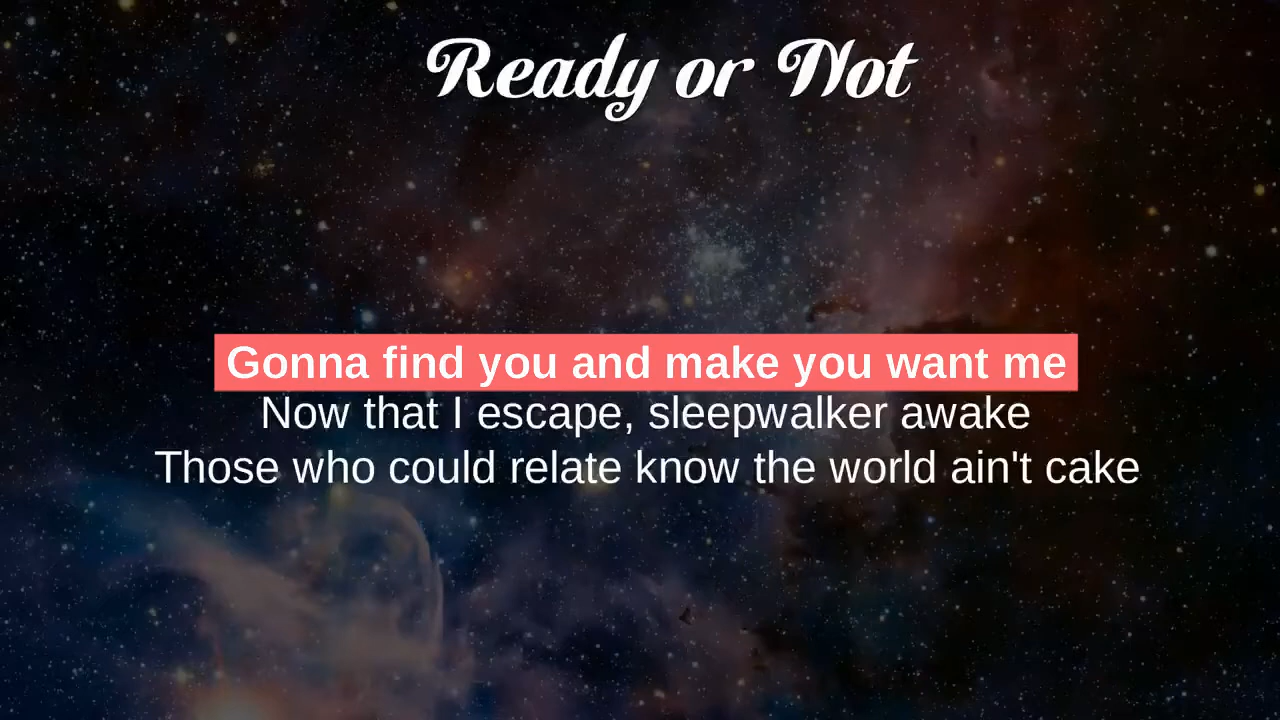 Ready or Not
Gonna find you and make you want me
Now that I escape, sleepwalker awake
Those who could relate know the world ain't cake